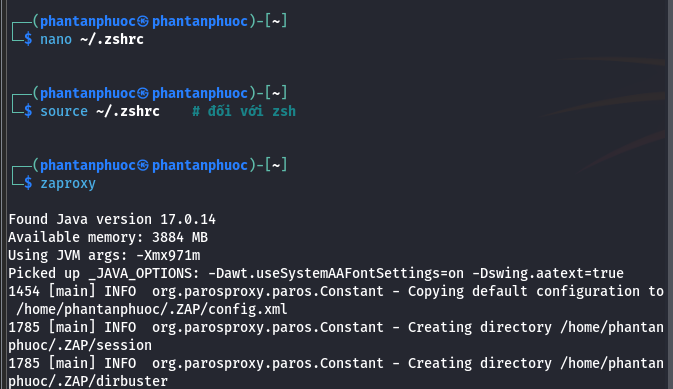 ┌──(phantanphuoc㉿phantanphuoc)-[~]
└─$ nano ~/.zshrc
┌──(phantanphuoc㉿phantanphuoc)-[~]
└─$ source ~/.zshrc    # đối với zsh
┌──(phantanphuoc㉿phantanphuoc)-[~]
└─$ zaproxy
Found Java version 17.0.14
Available memory: 3884 MB
Using JVM args: -Xmx971m
Picked up _JAVA_OPTIONS: -Dawt.useSystemAAFontSettings=on -Dswing.aatext=true
1454 [main] INFO  org.parosproxy.paros.Constant - Copying default configuration to
 /home/phantanphuoc/.ZAP/config.xml
1785 [main] INFO  org.parosproxy.paros.Constant - Creating directory /home/phantan
phuoc/.ZAP/session
1785 [main] INFO  org.parosproxy.paros.Constant - Creating directory /home/phantan
phuoc/.ZAP/dirbuster